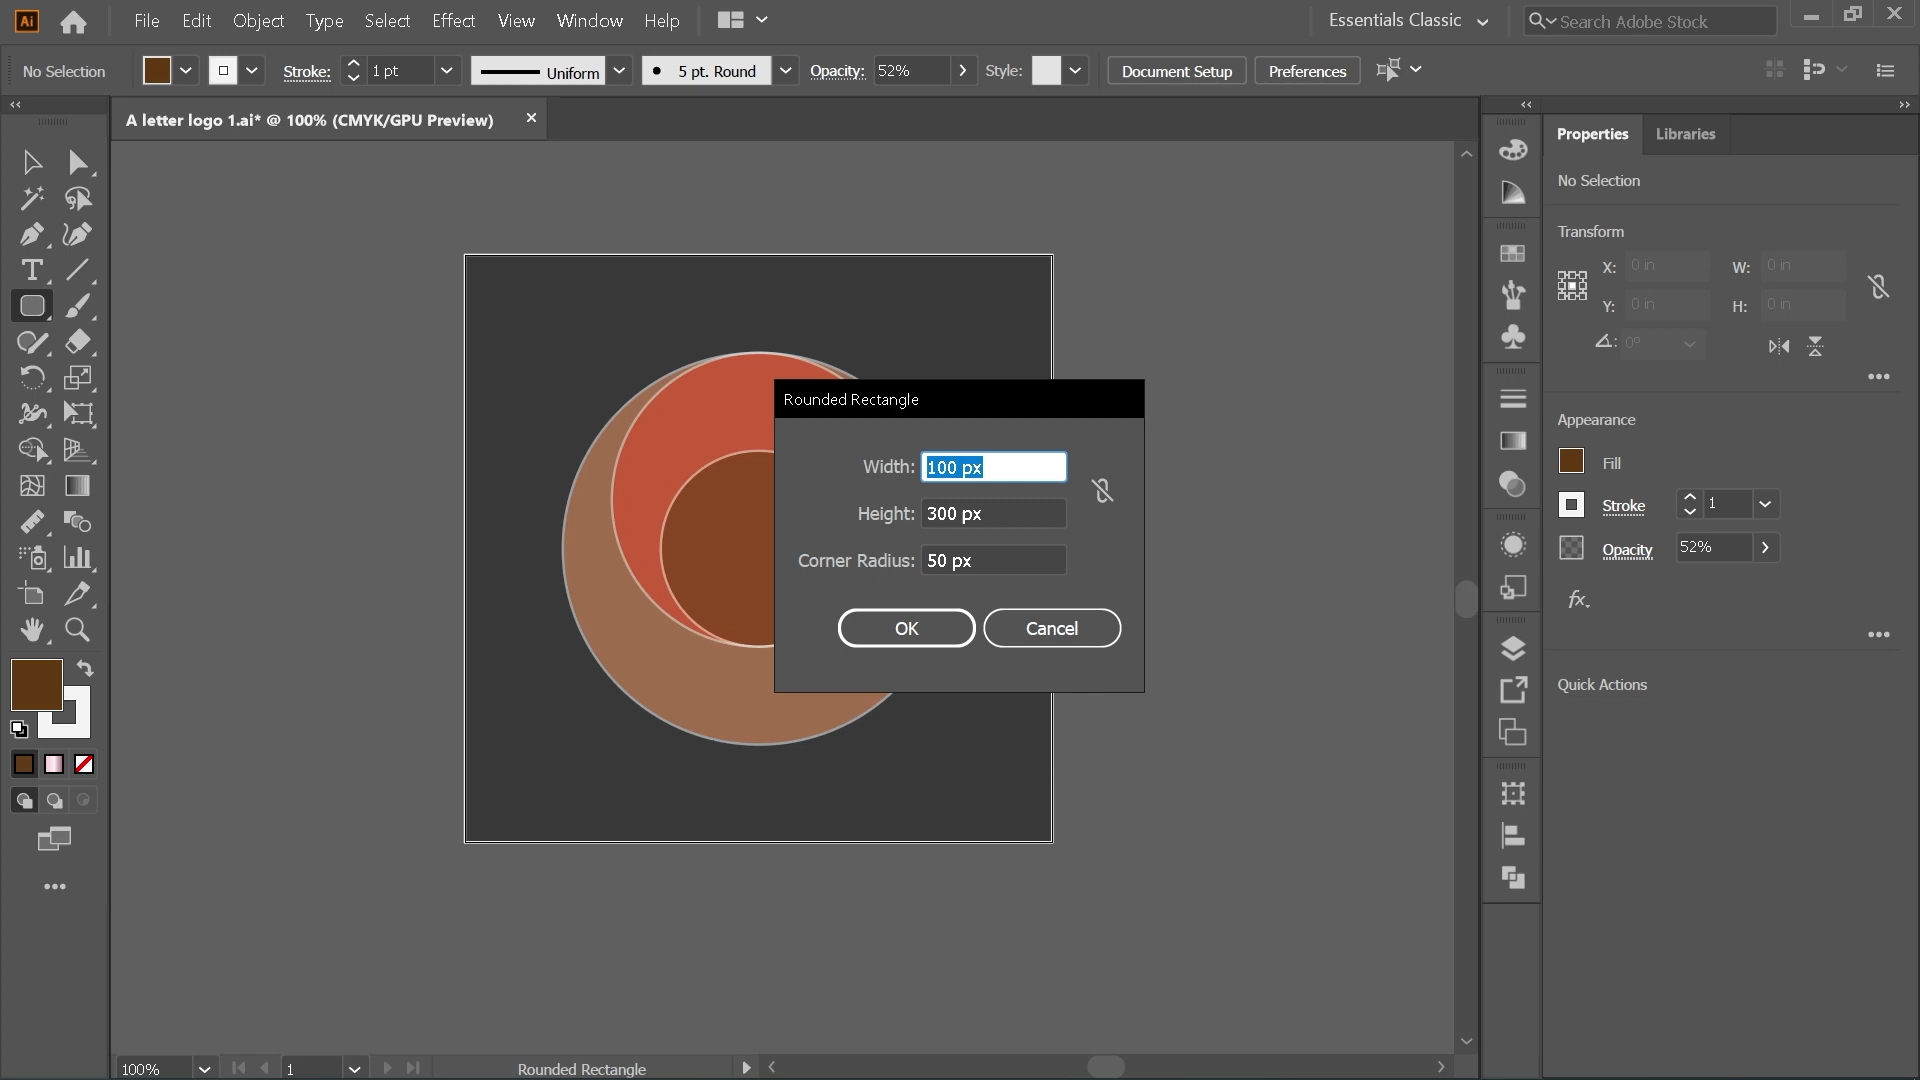 Ai File Edit Object Type Select Effect View Window Help Essentials Classic Search Adobe Stock
No Selection Stroke: 1 pt Uniform 5 pt. Round Opacity: 52% Style: Document Setup Preferences
A letter logo 1.ai* @ 100% (CMYK/GPU Preview)
Properties Libraries
No Selection
Transform
X: 0 in W: 0 in
Y: 0 in H: 0 in
0°
Appearance
Fill
Stroke 1
Opacity 52%
fx.
Quick Actions
Rounded Rectangle
Width: 100 px
Height: 300 px
Corner Radius: 50 px
OK Cancel
100% 1 Rounded Rectangle